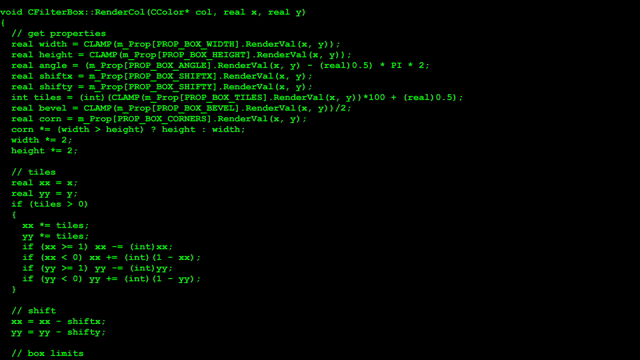 void CFilterBox::RenderCol(CColor* col, real x, real y)
{
// get properties
real width = CLAMP(m_Prop[PROP_BOX_WIDTH].RenderVal(x, y));
real height = CLAMP(m_Prop[PROP_BOX_HEIGHT].RenderVal(x, y));
real angle = (m_Prop[PROP_BOX_ANGLE].RenderVal(x, y) - (real)0.5) * PI * 2;
real shiftx = m_Prop[PROP_BOX_SHIFTX].RenderVal(x, y);
real shifty = m_Prop[PROP_BOX_SHIFTY].RenderVal(x, y);
int tiles = (int)(CLAMP(m_Prop[PROP_BOX_TILES].RenderVal(x, y))*100 + (real)0.5);
real bevel = CLAMP(m_Prop[PROP_BOX_BEVEL].RenderVal(x, y))/2;
real corn = m_Prop[PROP_BOX_CORNERS].RenderVal(x, y);
corn *= (width > height) ? height : width;
width *= 2;
height *= 2;
// tiles
real xx = x;
real yy = y;
if (tiles > 0)
{
xx *= tiles;
yy *= tiles;
if (xx >= 1) xx -= (int)xx;
if (xx < 0) xx += (int)(1 - xx);
if (yy >= 1) yy -= (int)yy;
if (yy < 0) yy += (int)(1 - yy);
}
// shift
xx = xx - shiftx;
yy = yy - shifty;
// box limits